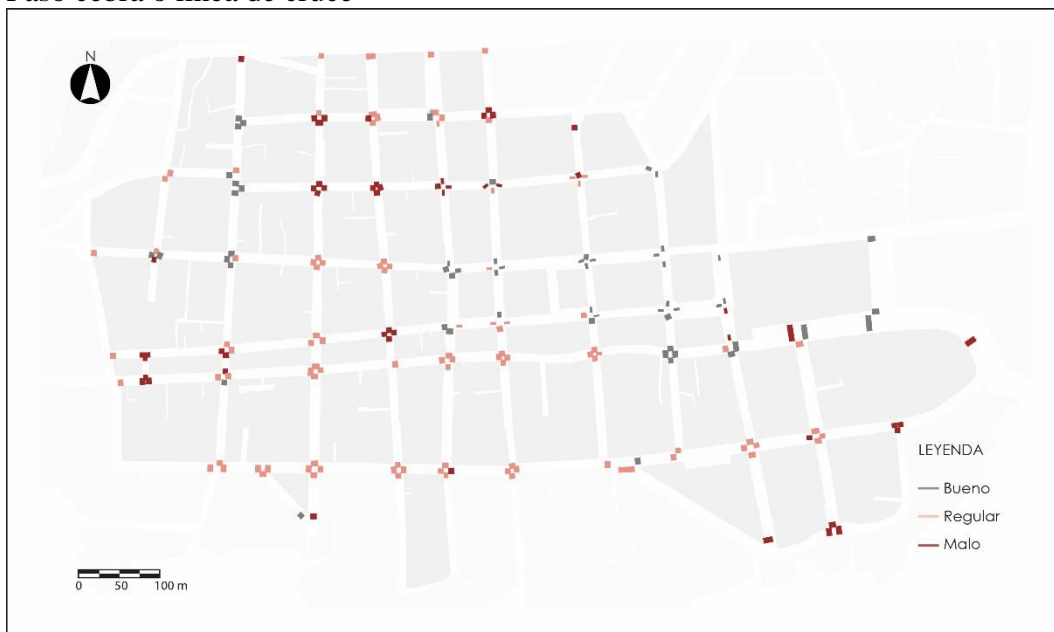 Paso cebra o línea de cruce
N
LEYENDA
Bueno
Regular
Malo
0 50 100 m